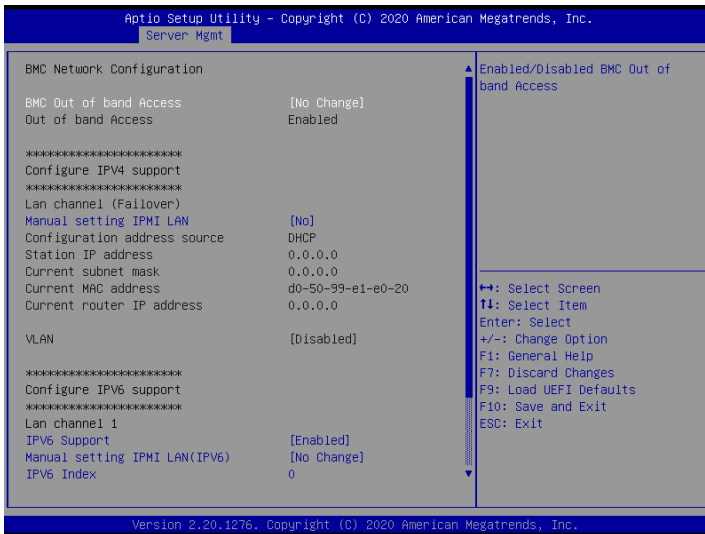 Aptio Setup Utility – Copyright (C) 2020 American Megatrends, Inc.
Server Mgmt
BMC Network Configuration
BMC Out of band Access [No Change]
Out of band Access Enabled
***********************
Configure IPV4 support
***********************
Lan channel (Failover)
Manual setting IPMI LAN [No]
Configuration address source DHCP
Station IP address 0.0.0.0
Current subnet mask 0.0.0.0
Current MAC address d0-50-99-e1-e0-20
Current router IP address 0.0.0.0
VLAN [Disabled]
***********************
Configure IPV6 support
***********************
Lan channel 1
IPV6 Support [Enabled]
Manual setting IPMI LAN(IPV6) [No Change]
IPV6 Index 0
Enabled/Disabled BMC Out of
band Access
↔: Select Screen
↑↓: Select Item
Enter: Select
+/-: Change Option
F1: General Help
F7: Discard Changes
F9: Load UEFI Defaults
F10: Save and Exit
ESC: Exit
Version 2.20.1276. Copyright (C) 2020 American Megatrends, Inc.